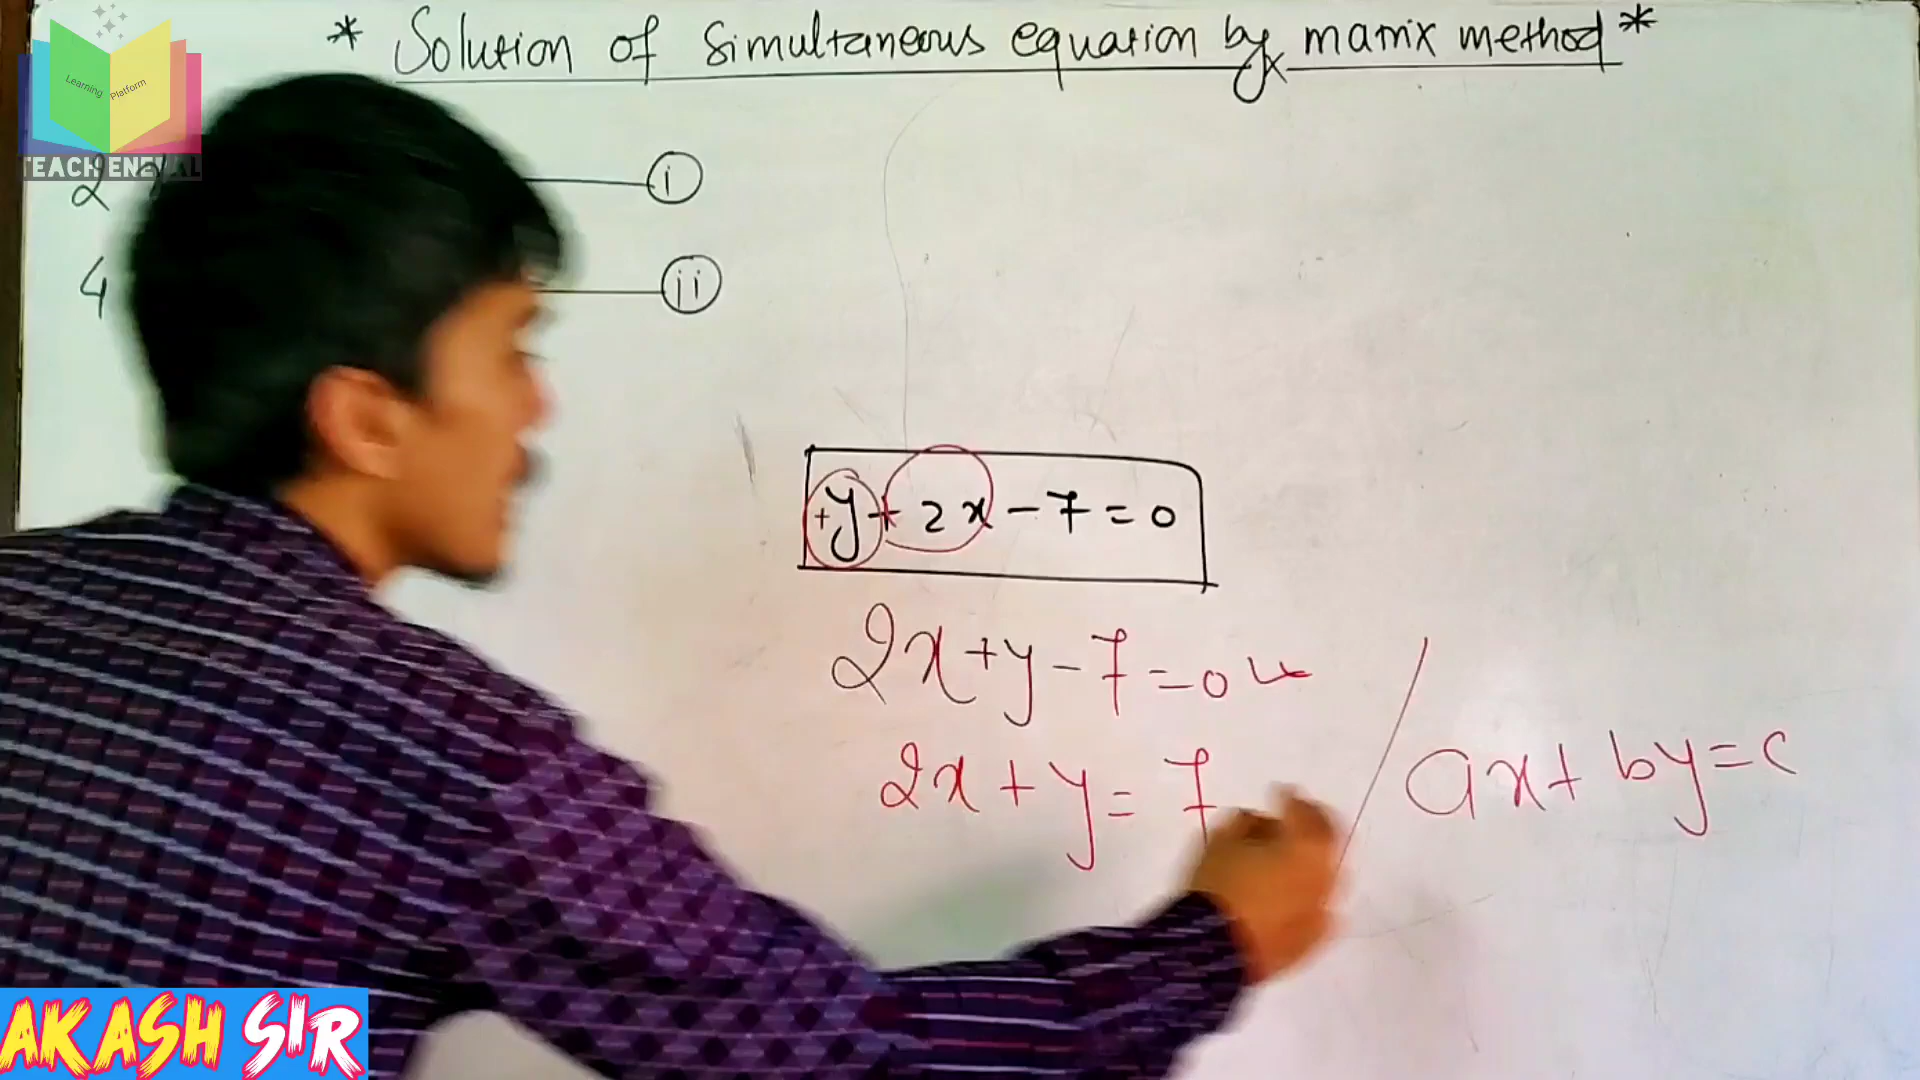 * Solution of simultaneous equation by matrix method *
Learning Platform
TEACH
2 i
4 ii
+y+2x-7=0
2x+y-7=0
2x+y=7
ax+by=c
AKASH SIR